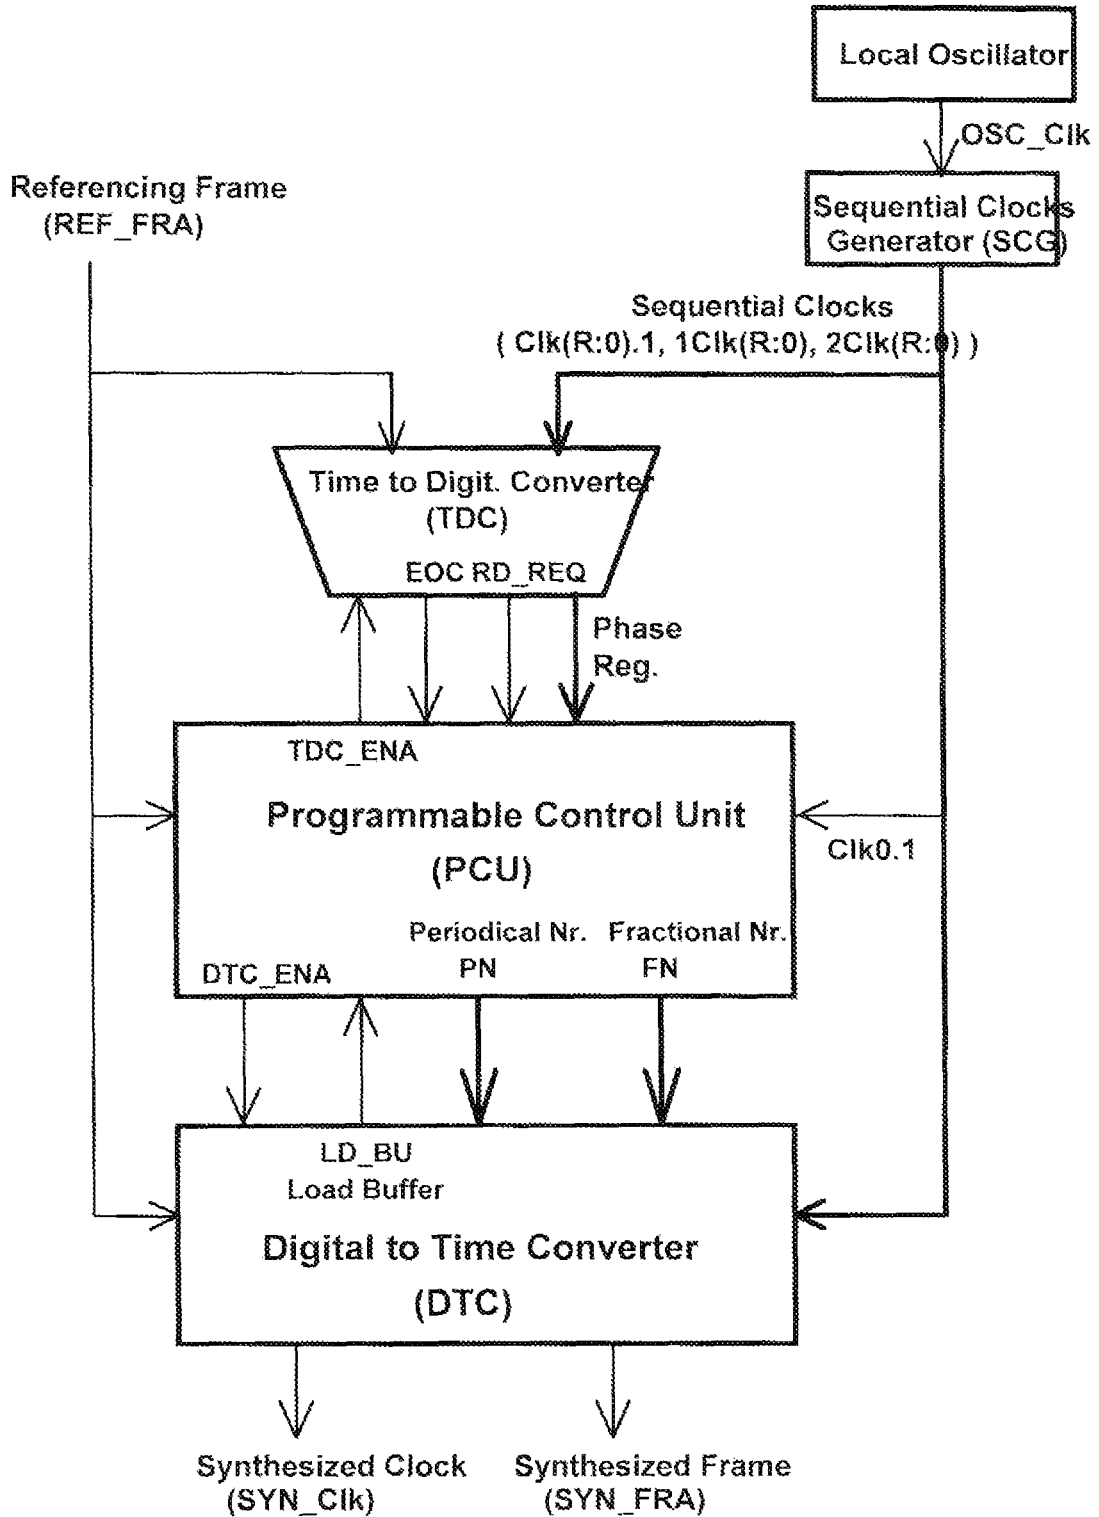 Local Oscillator
OSC_Clk
Referencing Frame
(REF_FRA)
Sequential Clocks
Generator (SCG)
Sequential Clocks
( Clk(R:0).1, 1Clk(R:0), 2Clk(R:0) )
Time to Digit. Converter
(TDC)
EOC RD_REQ
Phase
Reg.
TDC_ENA
Programmable Control Unit
(PCU)
Clk0.1
Periodical Nr. Fractional Nr.
PN FN
DTC_ENA
LD_BU
Load Buffer
Digital to Time Converter
(DTC)
Synthesized Clock
(SYN_Clk)
Synthesized Frame
(SYN_FRA)